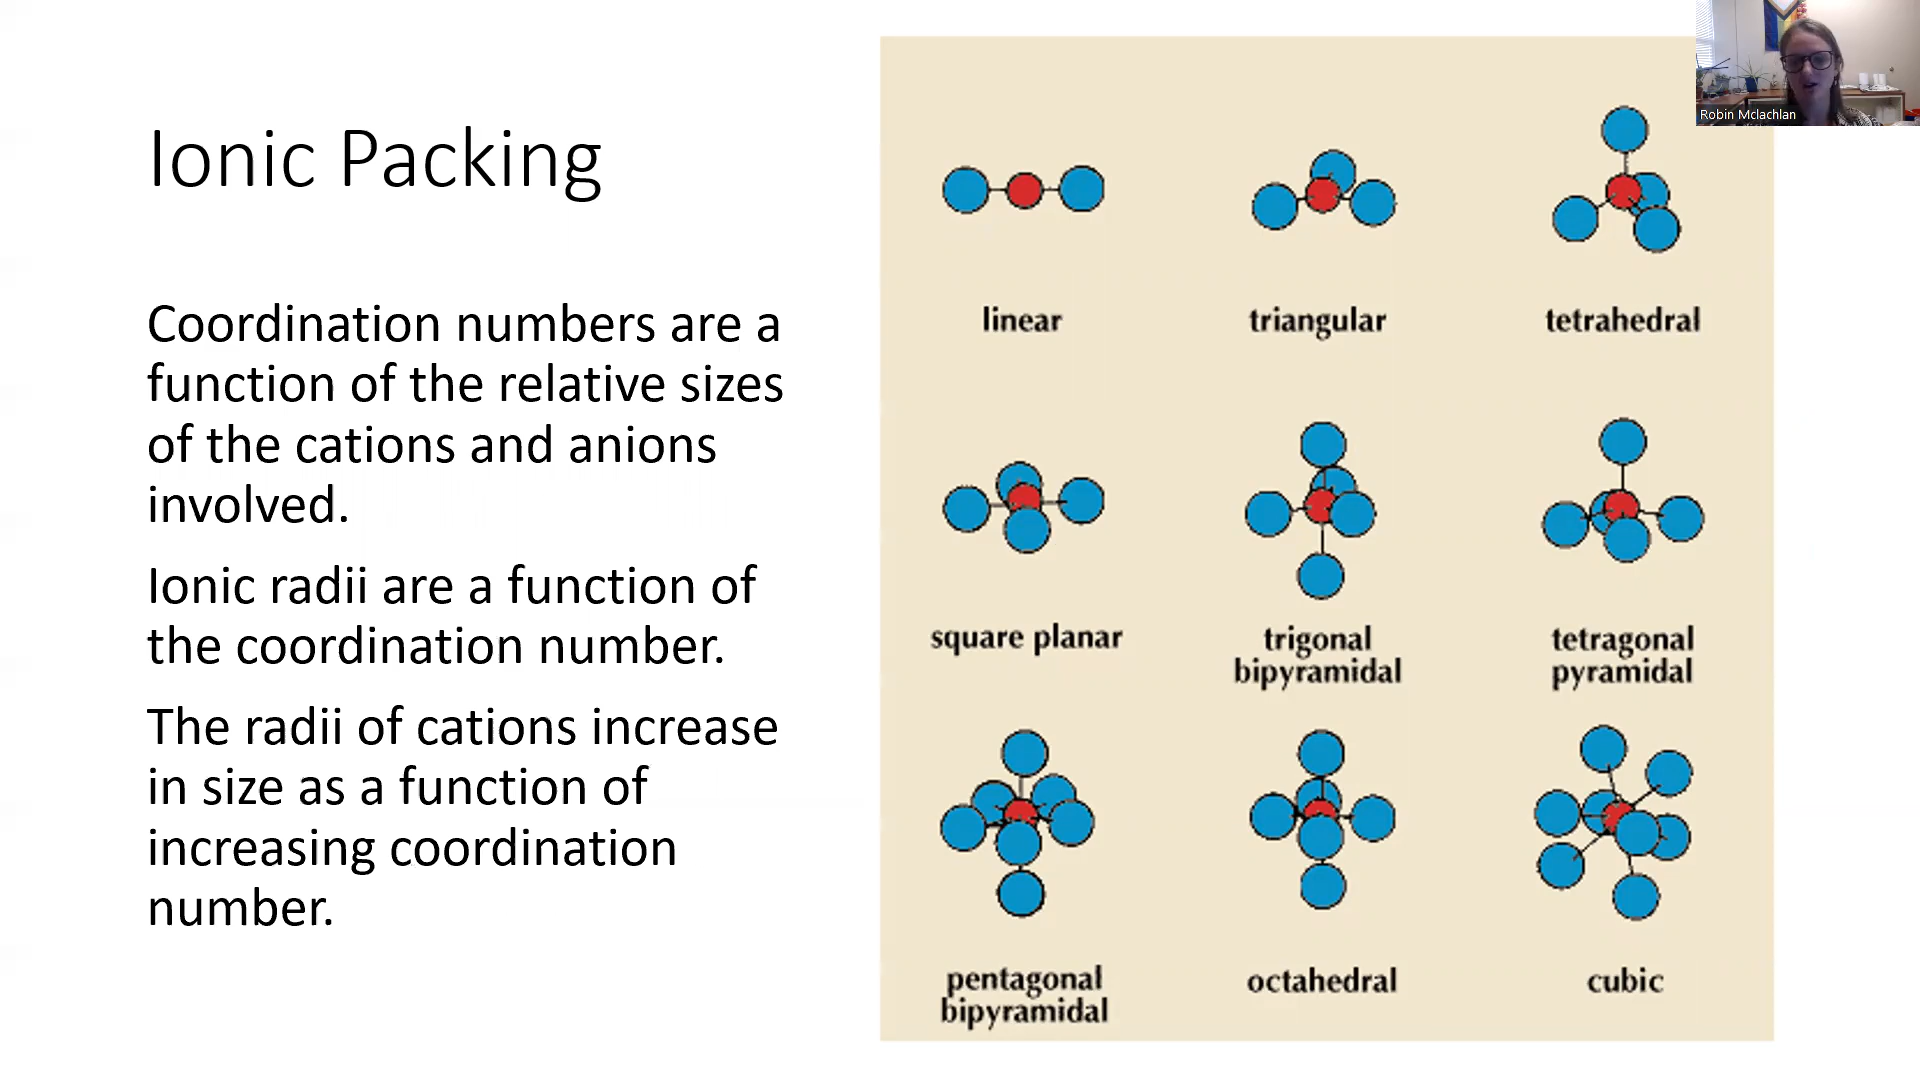 Ionic Packing
Coordination numbers are a
function of the relative sizes
of the cations and anions
involved.
Ionic radii are a function of
the coordination number.
The radii of cations increase
in size as a function of
increasing coordination
number.
Robin Mclachlan
linear
triangular
tetrahedral
square planar
trigonal
bipyramidal
tetragonal
pyramidal
pentagonal
bipyramidal
octahedral
cubic